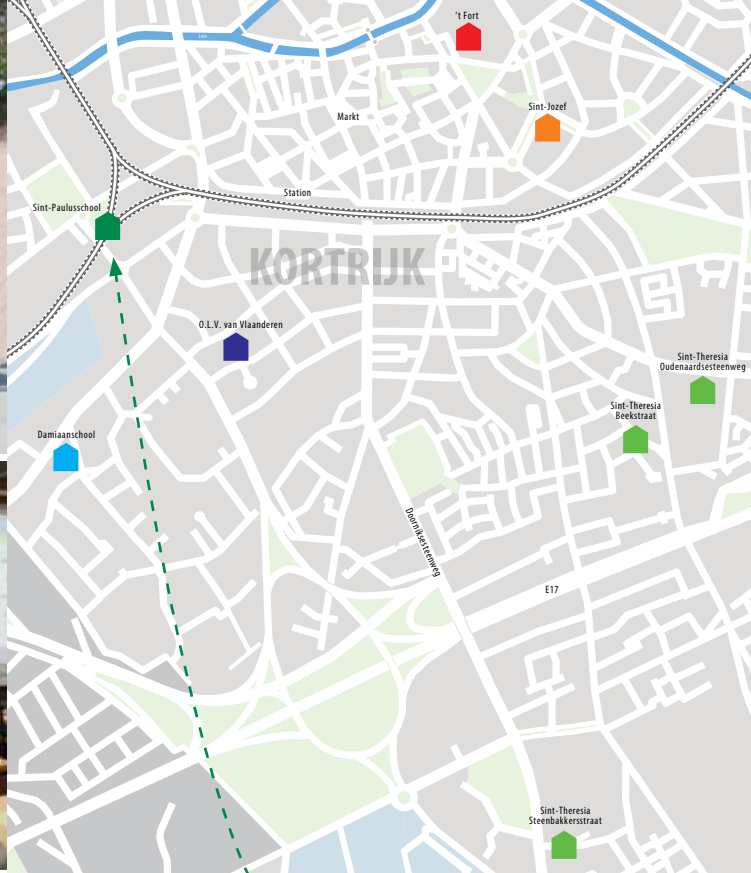 't Fort
Leie
Sint-Jozef
Markt
Station
Sint-Paulusschool
KORTRIJK
O.L.V. van Vlaanderen
Sint-Theresia
Oudenaardsesteenweg
Sint-Theresia
Beekstraat
Damiaanschool
Doorniksesteenweg
E17
Sint-Theresia
Steenbakkersstraat